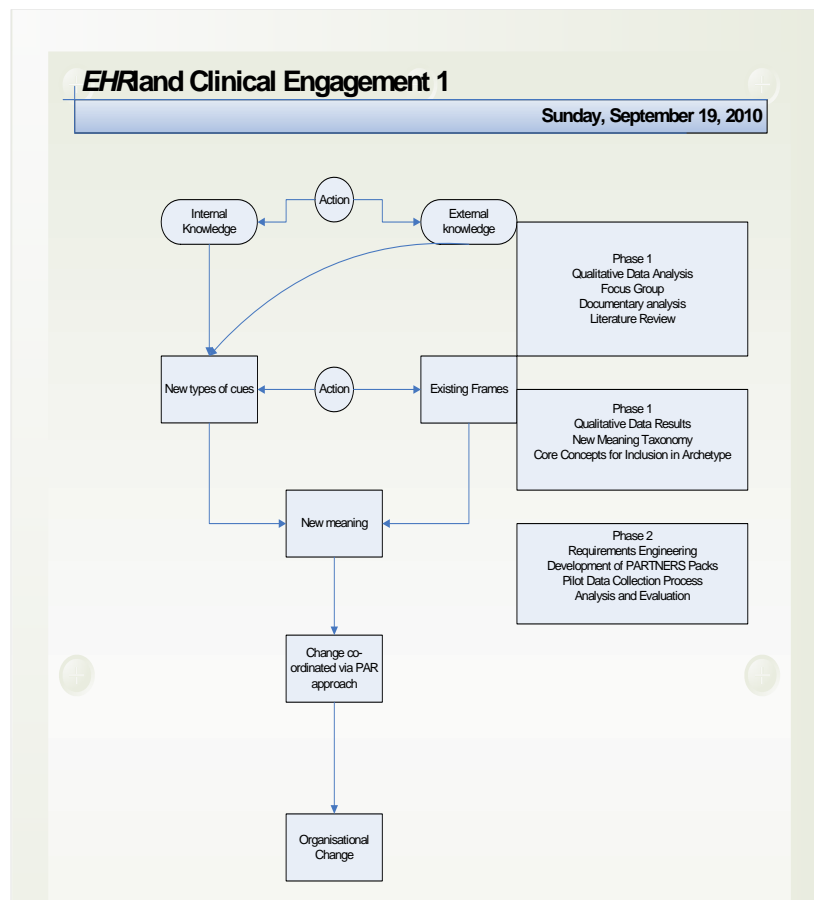 EHRland Clinical Engagement 1
Sunday, September 19, 2010
Action
Internal
Knowledge
External
knowledge
Phase 1
Qualitative Data Analysis
Focus Group
Documentary analysis
Literature Review
New types of cues
Action
Existing Frames
Phase 1
Qualitative Data Results
New Meaning Taxonomy
Core Concepts for Inclusion in Archetype
New meaning
Phase 2
Requirements Engineering
Development of PARTNERS Packs
Pilot Data Collection Process
Analysis and Evaluation
Change co-
ordinated via PAR
approach
Organisational
Change